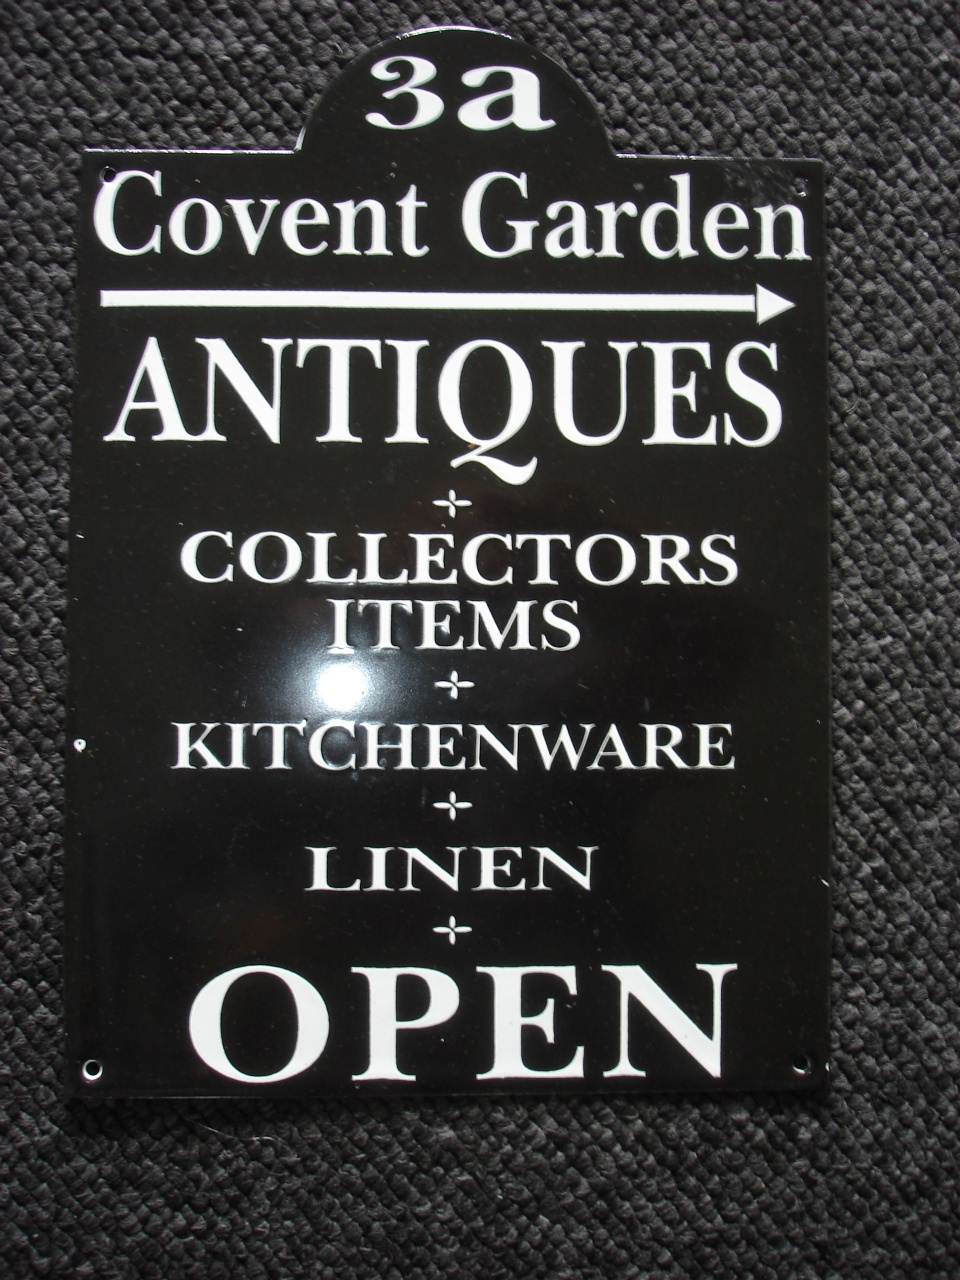 3a
Covent Garden
ANTIQUES
COLLECTORS
ITEMS
KITCHENWARE
LINEN
OPEN